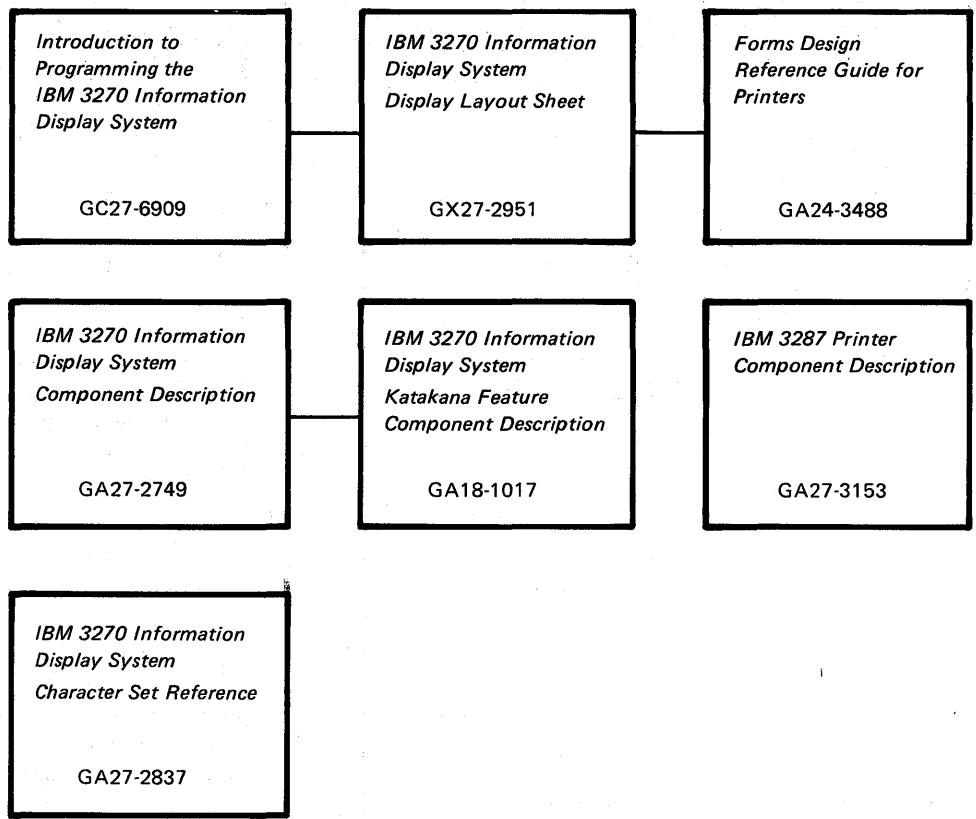 Introduction to
Programming the
IBM 3270 Information
Display System
GC27-6909
IBM 3270 Information
Display System
Display Layout Sheet
GX27-2951
Forms Design
Reference Guide for
Printers
GA24-3488
IBM 3270 Information
Display System
Component Description
GA27-2749
IBM 3270 Information
Display System
Katakana Feature
Component Description
GA18-1017
IBM 3287 Printer
Component Description
GA27-3153
IBM 3270 Information
Display System
Character Set Reference
GA27-2837